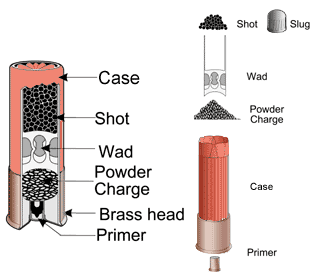 Case
Shot
Wad
Powder
Charge
Brass head
Primer
Shot
Slug
Wad
Powder
Charge
Case
Primer